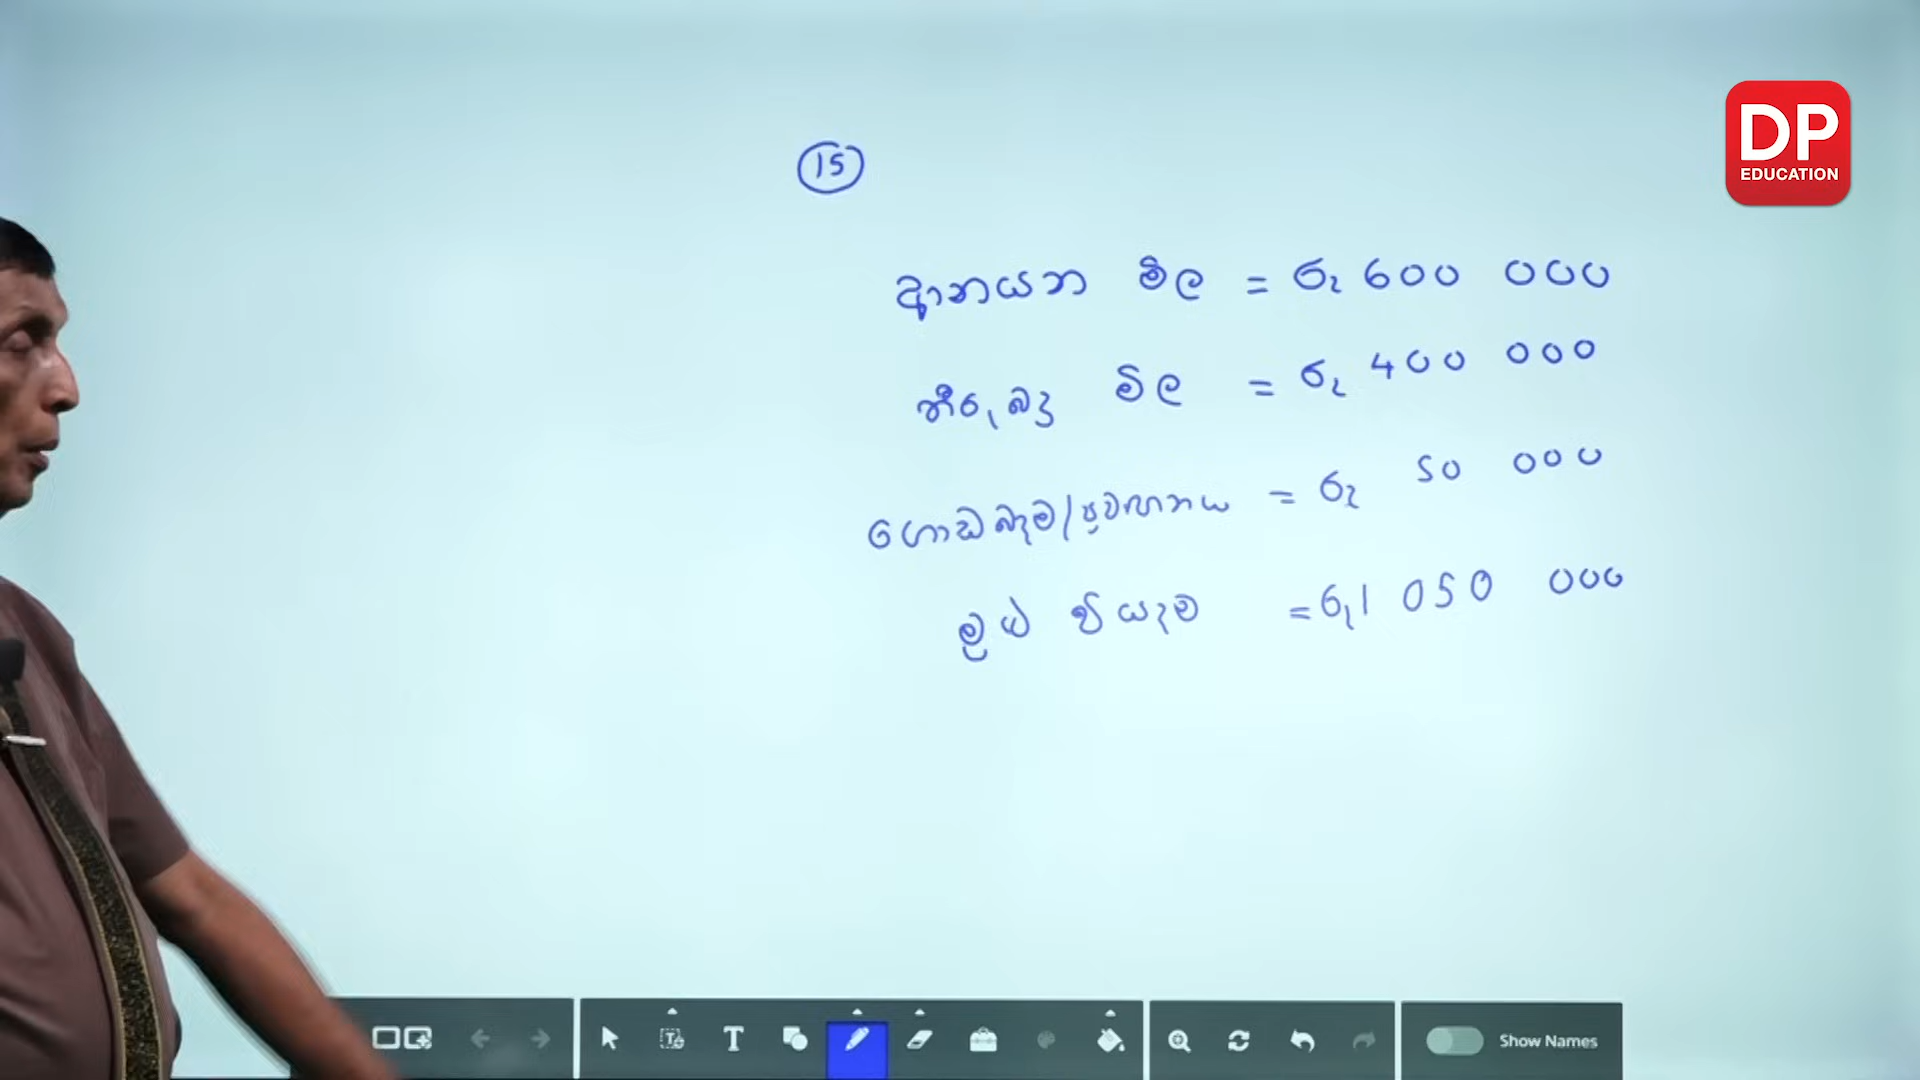 DP
EDUCATION
15
ආනයන මිල = රු 600 000
තීරු බදු මිල = රු 400 000
ගොඩබෑම/ප්‍රවාහනය = රු 50 000
මුළු වියදම = රු 1 050 000
Show Names